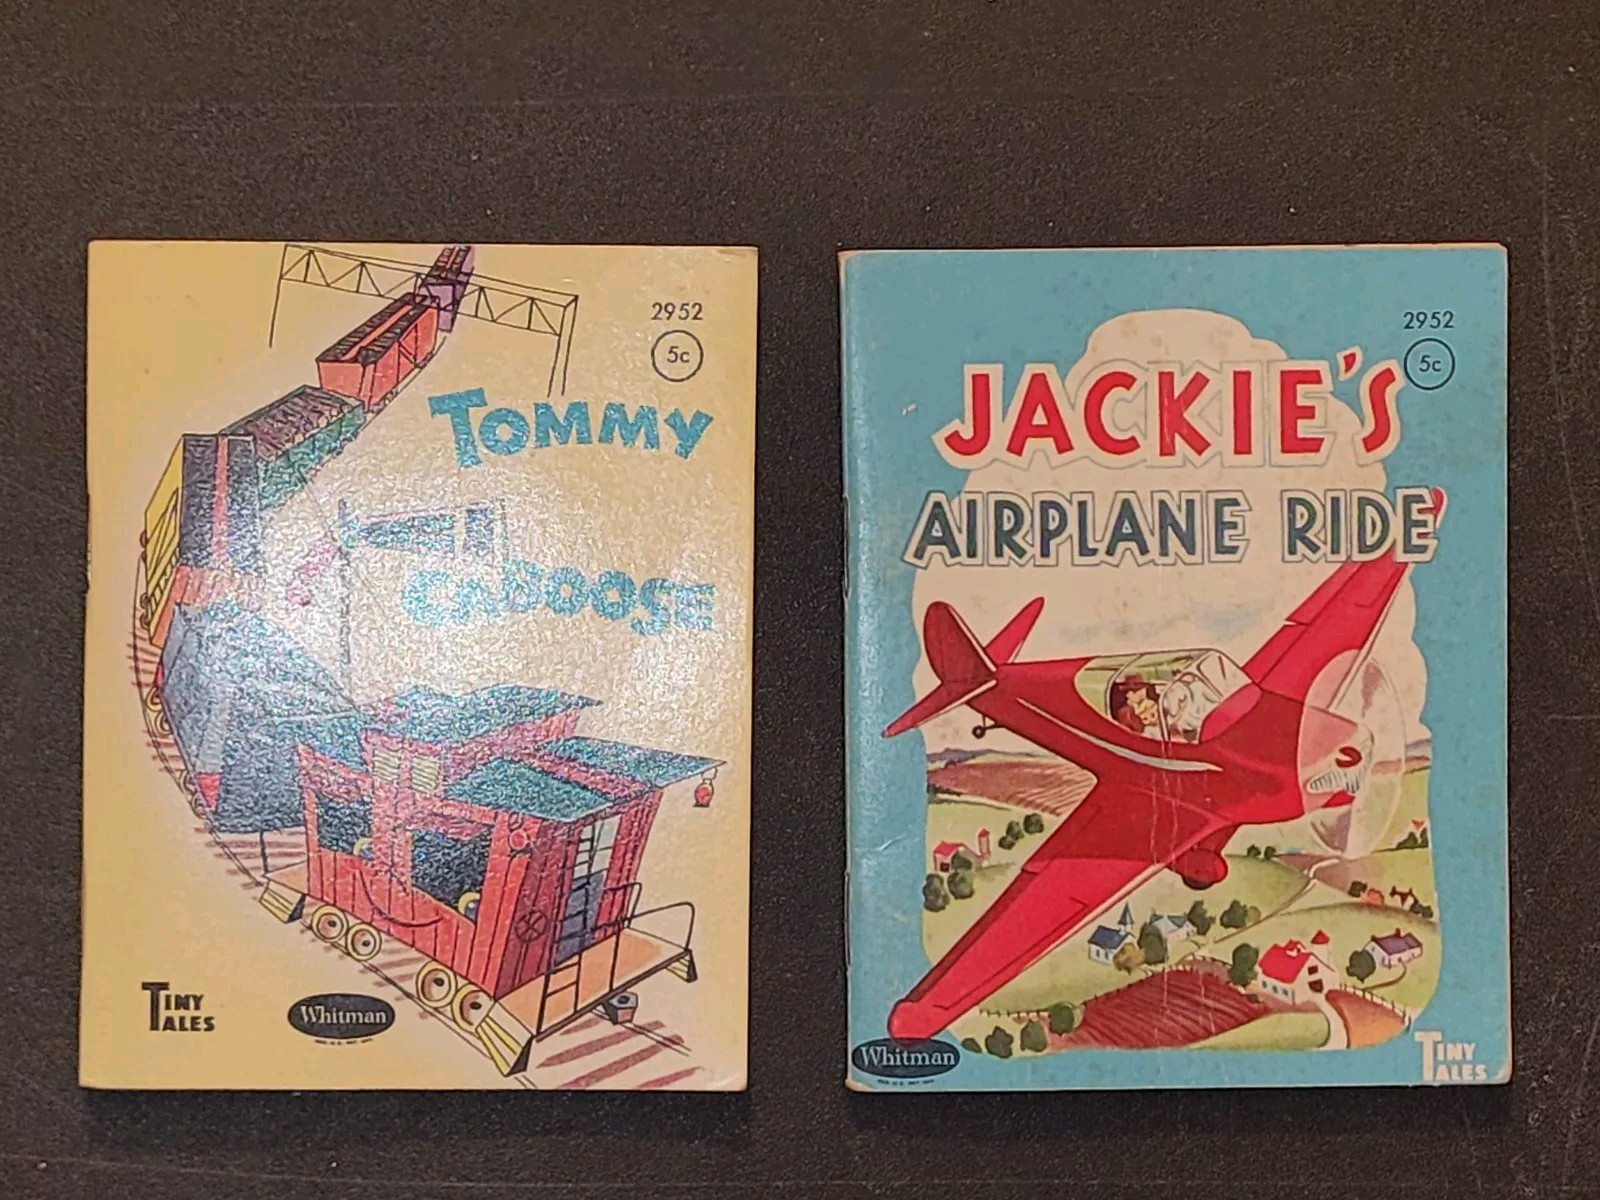 2952
5c
TOMMY
CABOOSE
TINY
TALES
Whitman
2952
5c
JACKIE'S
AIRPLANE RIDE
Whitman
TINY
TALES